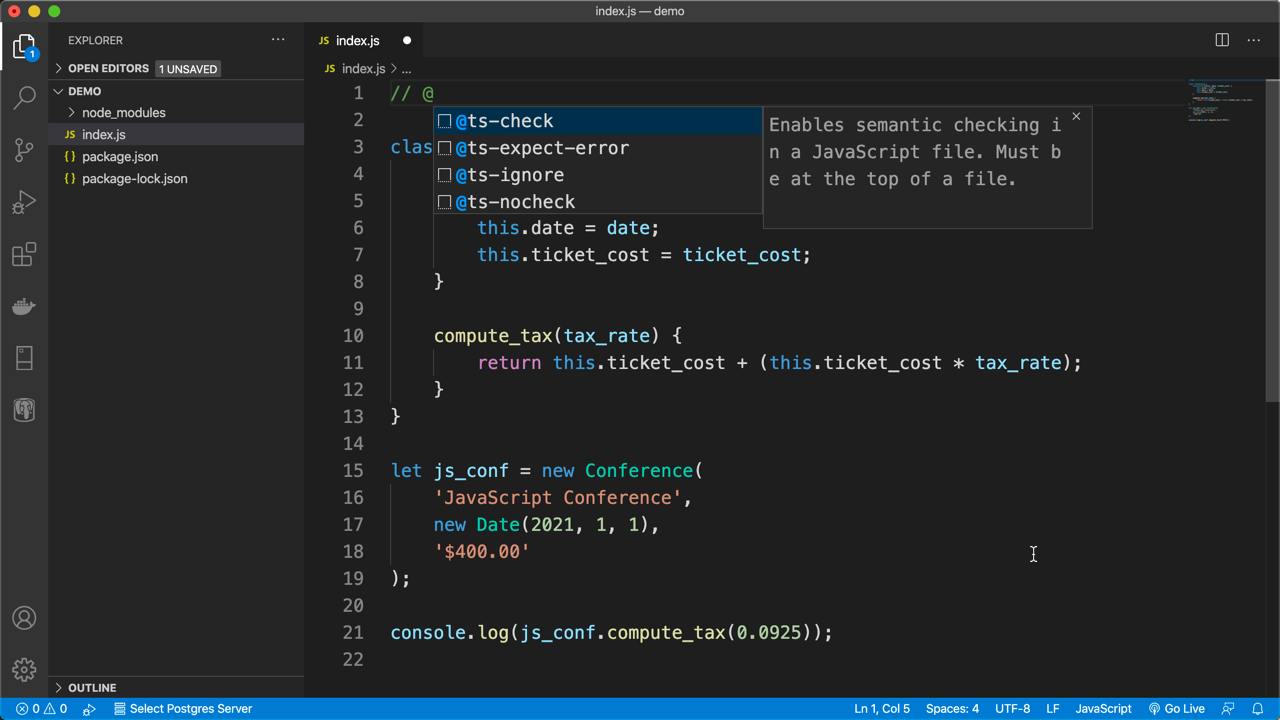 index.js — demo
EXPLORER
OPEN EDITORS 1 UNSAVED
DEMO
node_modules
JS index.js
{} package.json
{} package-lock.json
OUTLINE
1
JS index.js
JS index.js > ...
1 // @
2
3 clas
4
5
6 this.date = date;
7 this.ticket_cost = ticket_cost;
8 }
9
10 compute_tax(tax_rate) {
11 return this.ticket_cost + (this.ticket_cost * tax_rate);
12 }
13 }
14
15 let js_conf = new Conference(
16 'JavaScript Conference',
17 new Date(2021, 1, 1),
18 '$400.00'
19 );
20
21 console.log(js_conf.compute_tax(0.0925));
22
@ts-check
@ts-expect-error
@ts-ignore
@ts-nocheck
Enables semantic checking i
n a JavaScript file. Must b
e at the top of a file.
0 0 Select Postgres Server Ln 1, Col 5 Spaces: 4 UTF-8 LF JavaScript Go Live